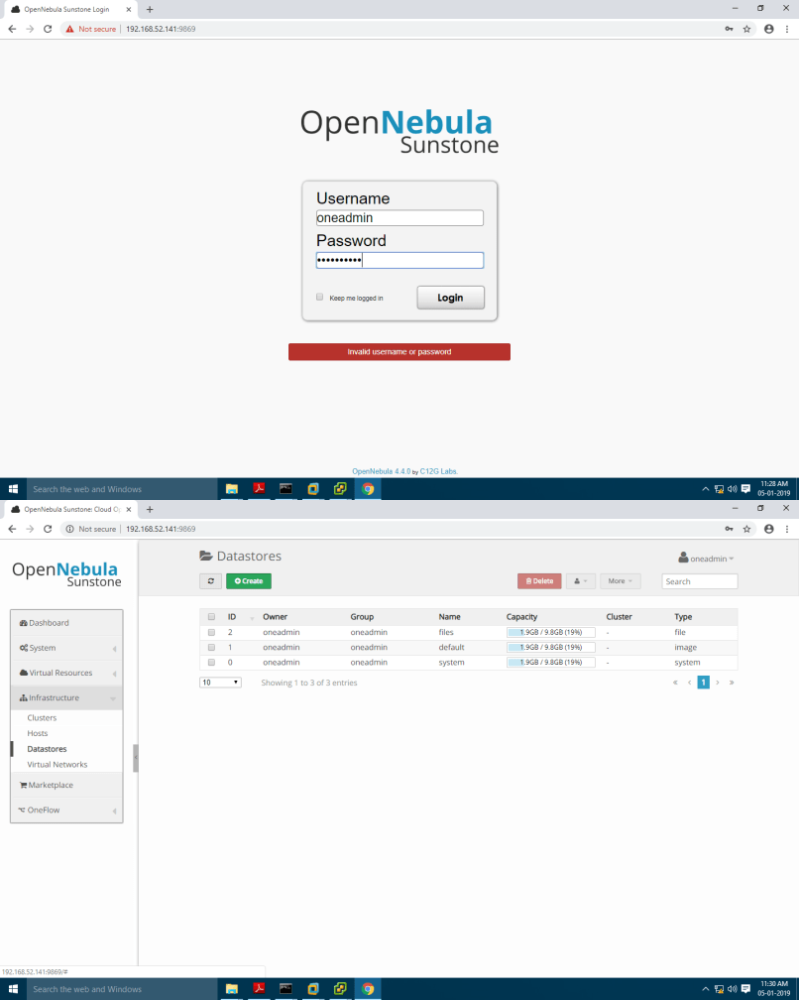 OpenNebula Sunstone Login
Not secure 192.168.52.141:9869
OpenNebula
Sunstone
Username
oneadmin
Password
••••••••••
Keep me logged in
Login
Invalid username or password
OpenNebula 4.4.0 by C12G Labs.
Search the web and Windows
11:28 AM
05-01-2019
OpenNebula Sunstone: Cloud O
Not secure 192.168.52.141:9869
OpenNebula
Sunstone
Datastores
oneadmin
Create
Delete
More
Search
Dashboard
System
Virtual Resources
Infrastructure
Clusters
Hosts
Datastores
Virtual Networks
Marketplace
OneFlow
ID Owner Group Name Capacity Cluster Type
2 oneadmin oneadmin files 1.9GB / 9.8GB (19%) - file
1 oneadmin oneadmin default 1.9GB / 9.8GB (19%) - image
0 oneadmin oneadmin system 1.9GB / 9.8GB (19%) - system
10 Showing 1 to 3 of 3 entries « ‹ 1 › »
192.168.52.141:9869/#
Search the web and Windows
11:30 AM
05-01-2019